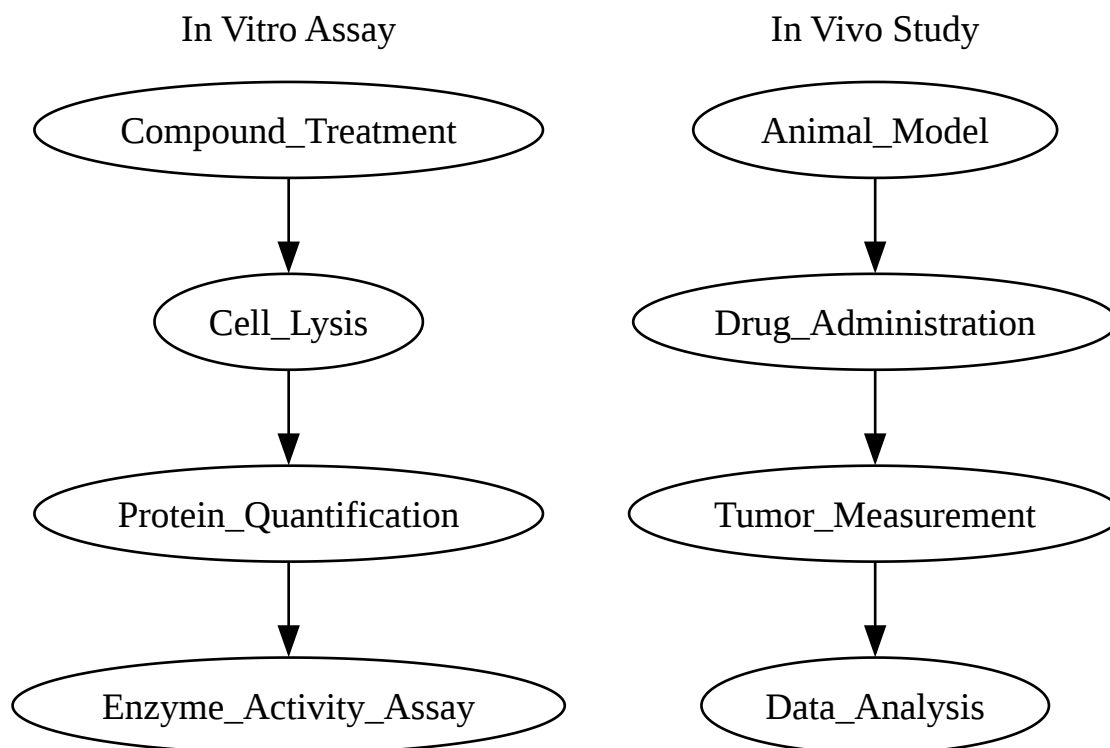 In Vitro Assay
Compound_Treatment
Cell_Lysis
Protein_Quantification
Enzyme_Activity_Assay
In Vivo Study
Animal_Model
Drug_Administration
Tumor_Measurement
Data_Analysis